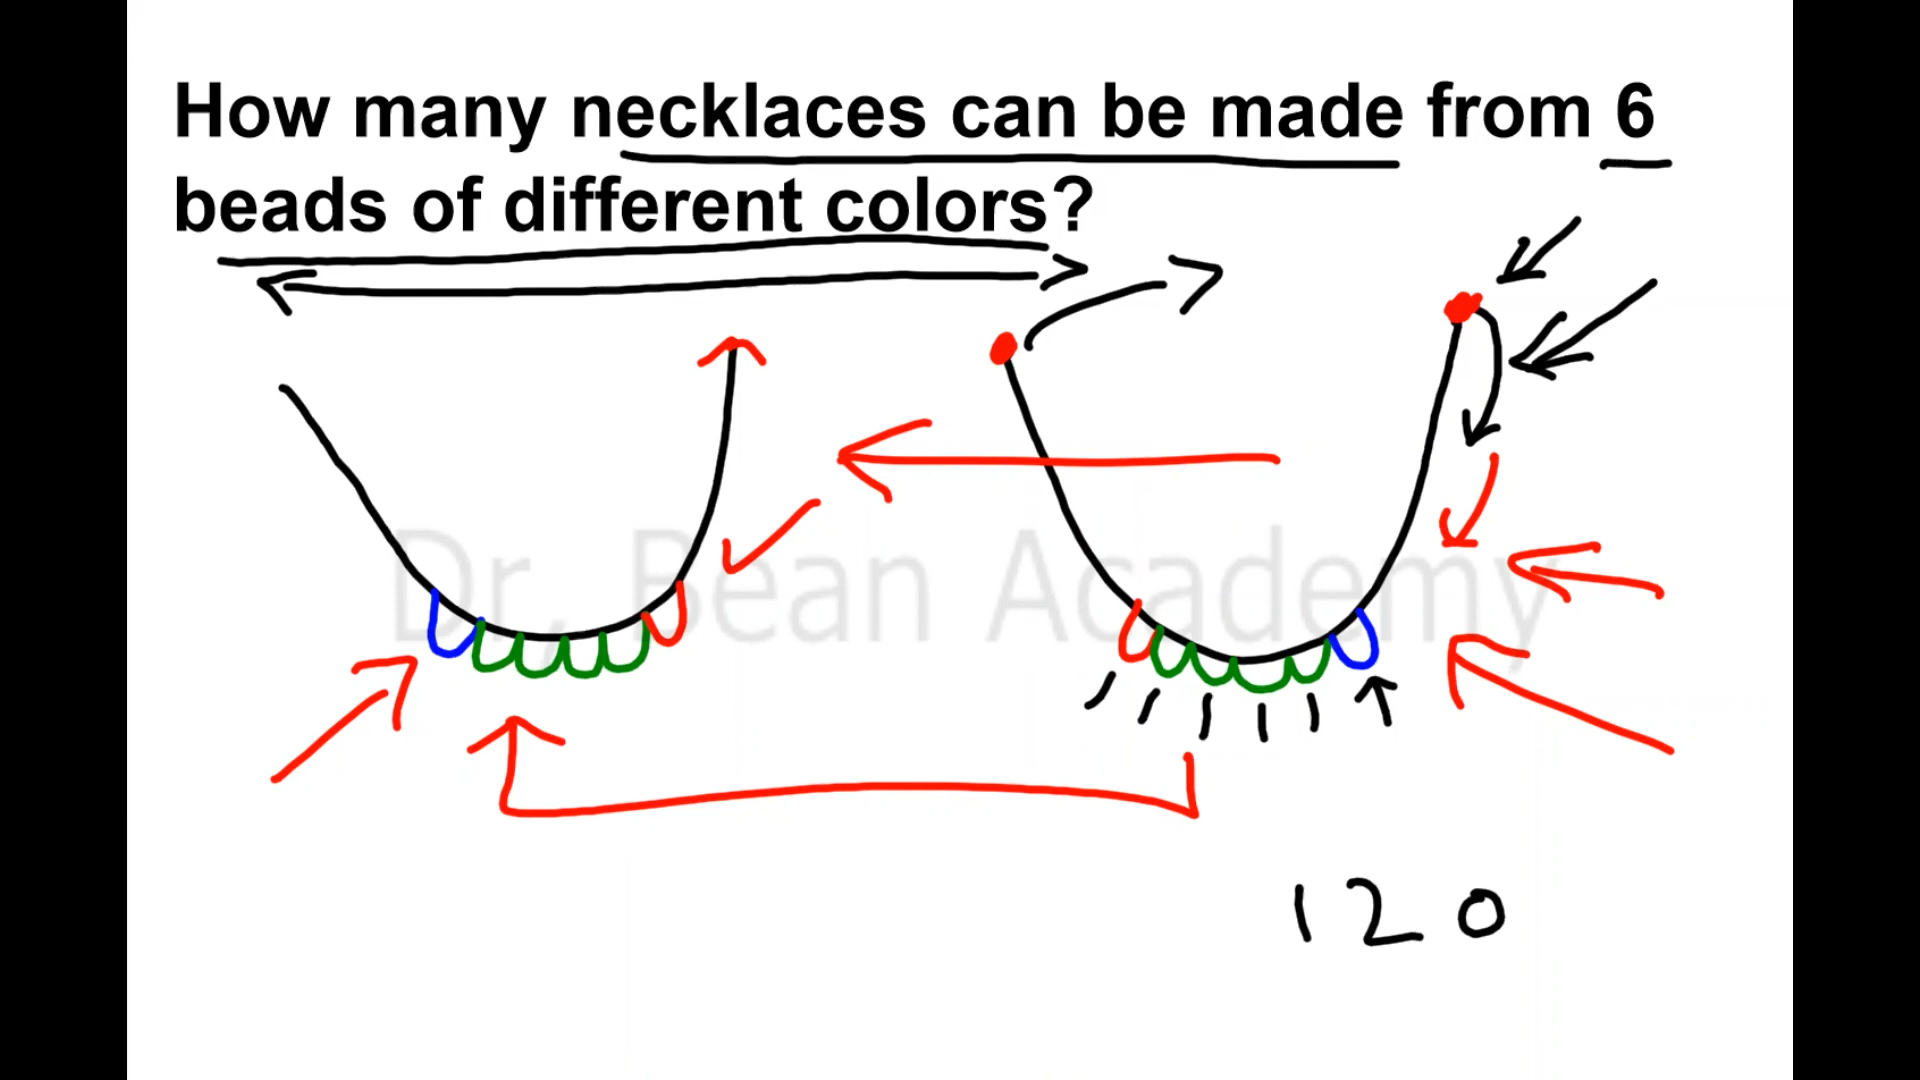 How many necklaces can be made from 6
beads of different colors?
Dr, Bean Academy
120